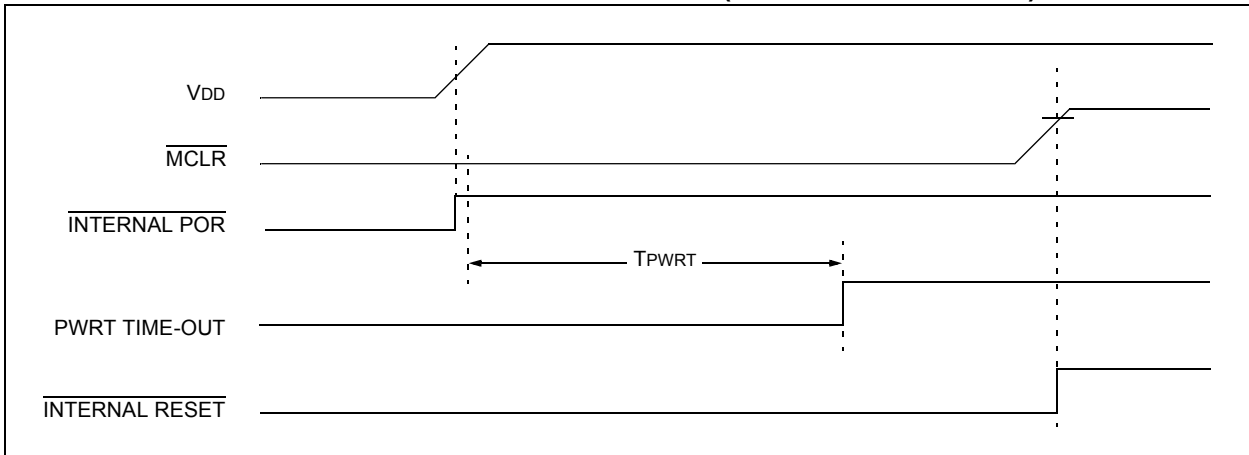 VDD
MCLR
INTERNAL POR
TPWRT
PWRT TIME-OUT
INTERNAL RESET